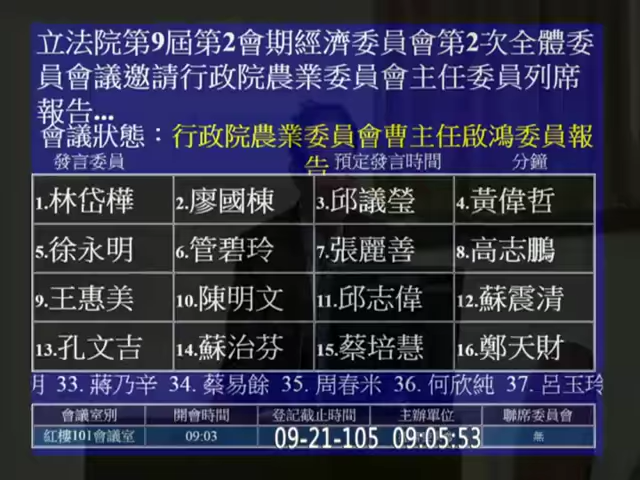 立法院第9屆第2會期經濟委員會第2次全體委
員會議邀請行政院農業委員會主任委員列席
報告...
會議狀態：行政院農業委員會曹主任啟鴻委員報
告
發言委員 預定發言時間 分鐘
1.林岱樺 2.廖國棟 3.邱議瑩 4.黃偉哲
5.徐永明 6.管碧玲 7.張麗善 8.高志鵬
9.王惠美 10.陳明文 11.邱志偉 12.蘇震清
13.孔文吉 14.蘇治芬 15.蔡培慧 16.鄭天財
月 33. 蔣乃辛 34. 蔡易餘 35. 周春米 36. 何欣純 37. 呂玉玲
會議室別 開會時間 登記截止時間 主辦單位 聯席委員會
紅樓101會議室 09:03 09-21-105 09:05:53 無